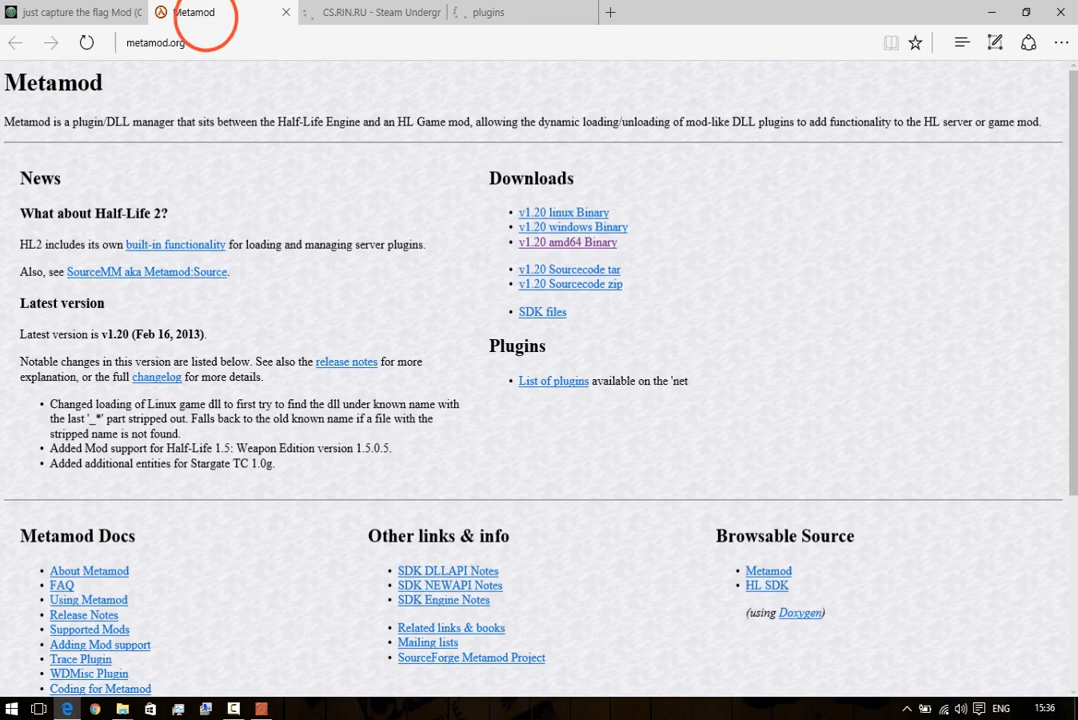 just capture the flag Mod (C
Metamod
CS.RIN.RU - Steam Undergr
plugins
metamod.org
Metamod
Metamod is a plugin/DLL manager that sits between the Half-Life Engine and an HL Game mod, allowing the dynamic loading/unloading of mod-like DLL plugins to add functionality to the HL server or game mod.
News
What about Half-Life 2?
HL2 includes its own built-in functionality for loading and managing server plugins.
Also, see SourceMM aka Metamod:Source.
Latest version
Latest version is v1.20 (Feb 16, 2013).
Notable changes in this version are listed below. See also the release notes for more
explanation, or the full changelog for more details.
• Changed loading of Linux game dll to first try to find the dll under known name with
the last '_*' part stripped out. Falls back to the old known name if a file with the
stripped name is not found.
• Added Mod support for Half-Life 1.5: Weapon Edition version 1.5.0.5.
• Added additional entities for Stargate TC 1.0g.
Downloads
• v1.20 linux Binary
• v1.20 windows Binary
• v1.20 amd64 Binary
• v1.20 Sourcecode tar
• v1.20 Sourcecode zip
• SDK files
Plugins
• List of plugins available on the 'net
Metamod Docs
• About Metamod
• FAQ
• Using Metamod
• Release Notes
• Supported Mods
• Adding Mod support
• Trace Plugin
• WDMisc Plugin
• Coding for Metamod
Other links & info
• SDK DLLAPI Notes
• SDK NEWAPI Notes
• SDK Engine Notes
• Related links & books
• Mailing lists
• SourceForge Metamod Project
Browsable Source
• Metamod
• HL SDK
(using Doxygen)
ENG
15:36